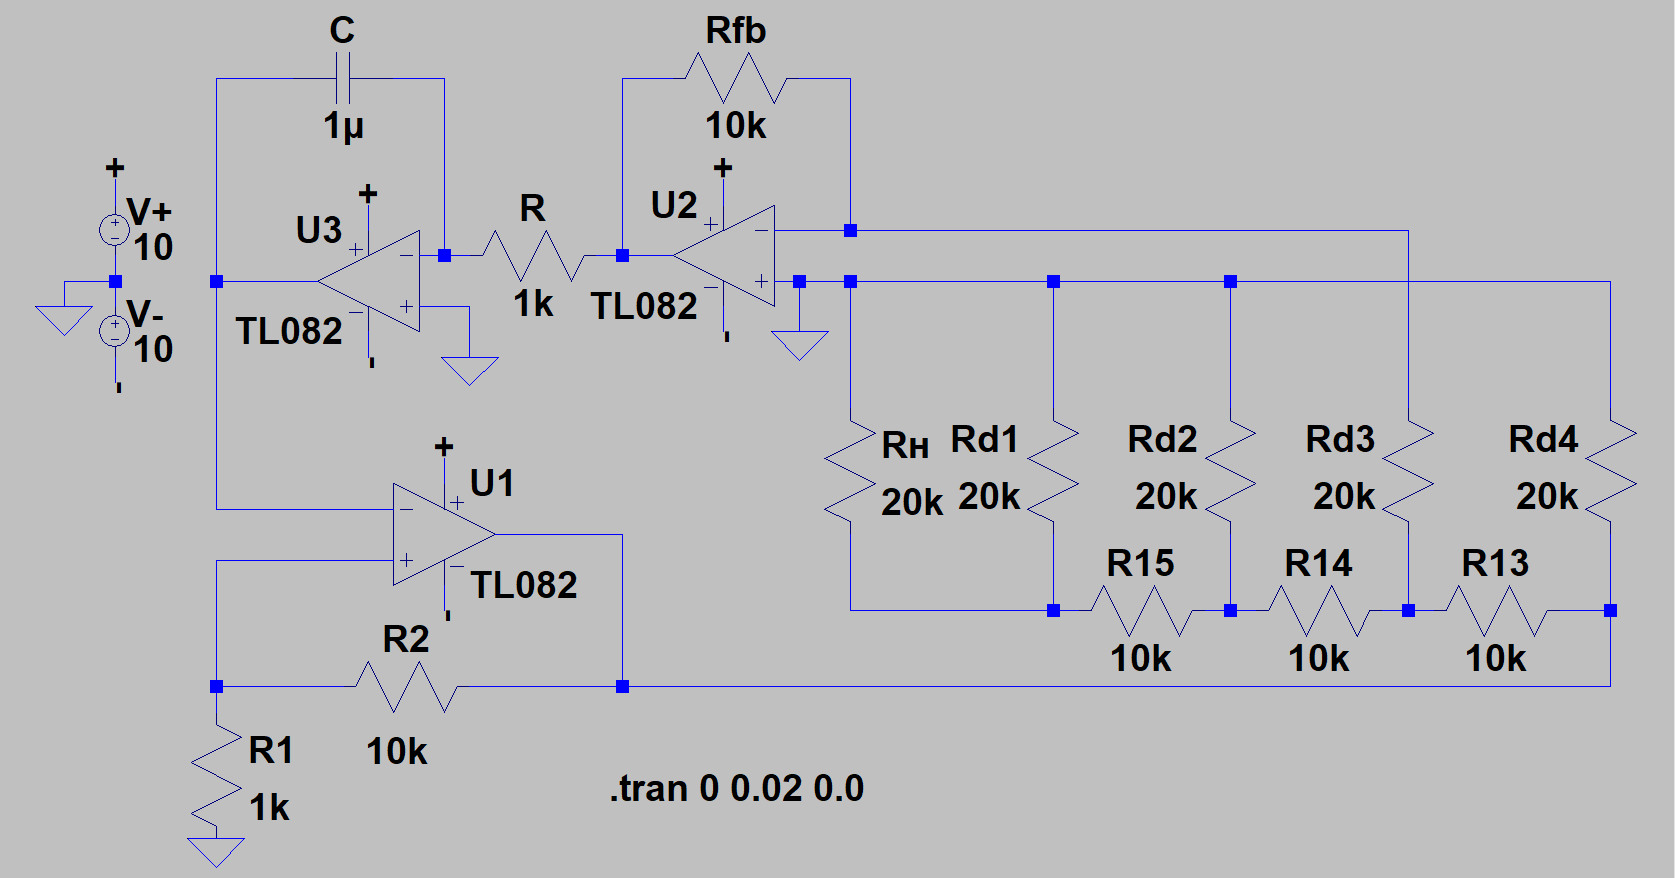 C
1µ
Rfb
10k
+
V+
10
V-
10
-
+
U3
+
-
-
+
TL082
-
R
1k
+
U2
+
-
-
+
TL082
-
Rн
20k
Rd1
20k
Rd2
20k
Rd3
20k
Rd4
20k
R15
10k
R14
10k
R13
10k
+
U1
+
-
+
-
TL082
-
R2
10k
R1
1k
.tran 0 0.02 0.0